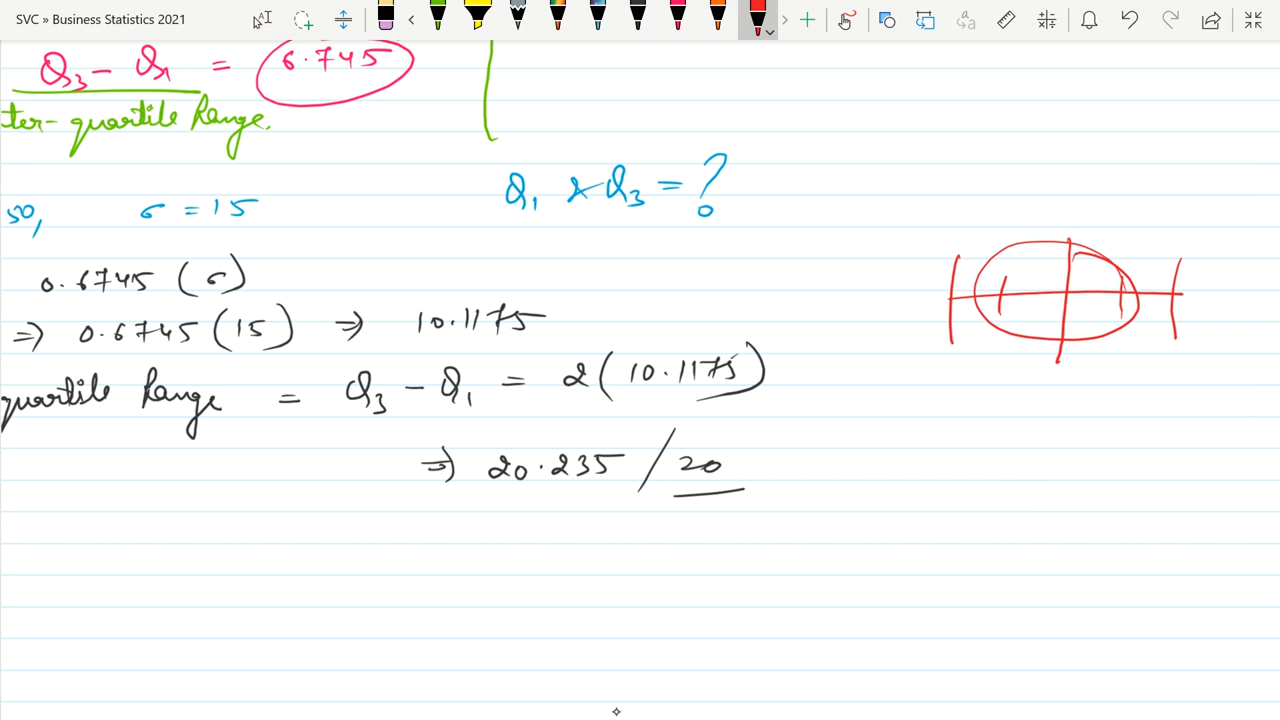 SVC » Business Statistics 2021
Q₃ - Q₁ = 6.745
ter-quartile Range.
Q₁ & Q₃ = ?
50, σ = 15
0.6745 (σ)
⇒ 0.6745 (15) ⇒ 10.1175
quartile Range = Q₃ - Q₁ = 2 (10.1175)
⇒ 20.235 / 20